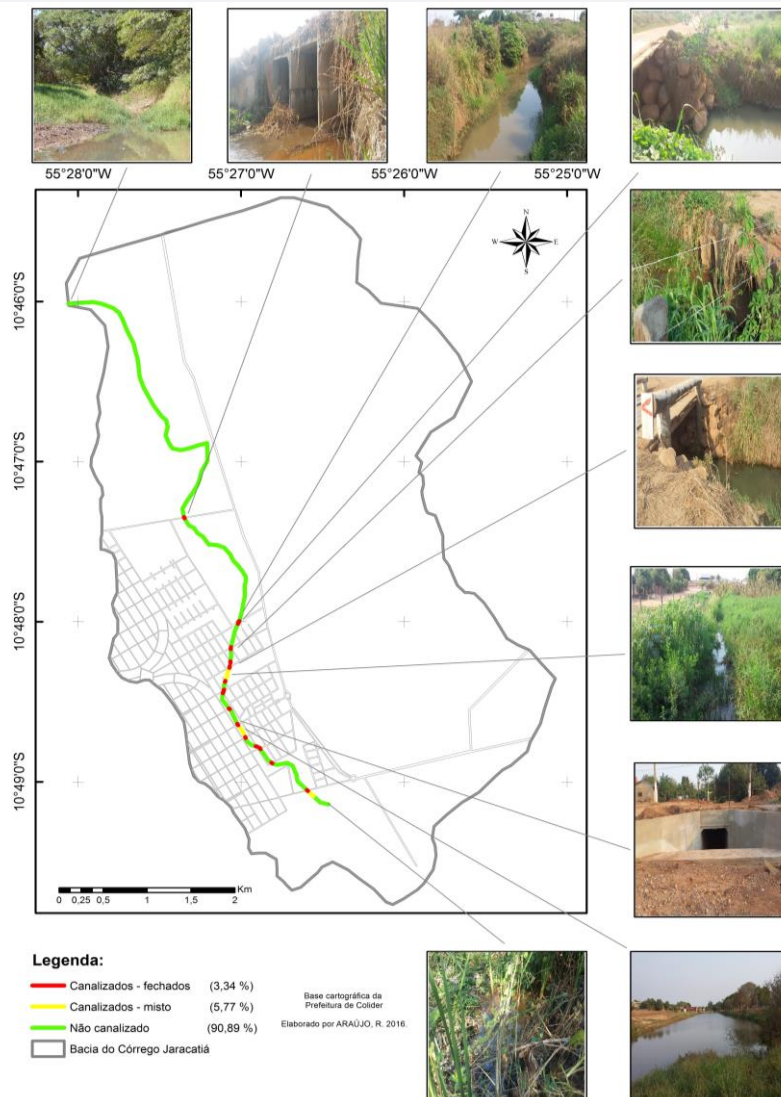 55°28'0"W 55°27'0"W 55°26'0"W 55°25'0"W
N
W E
S
10°46'0"S
10°47'0"S
10°48'0"S
10°49'0"S
Km
0 0,25 0,5 1 1,5 2
Legenda:
Canalizados - fechados (3,34 %)
Canalizados - misto (5,77 %)
Não canalizado (90,89 %)
Bacia do Córrego Jaracatiá
Base cartográfica da
Prefeitura de Colider
Elaborado por ARAÚJO, R. 2016.